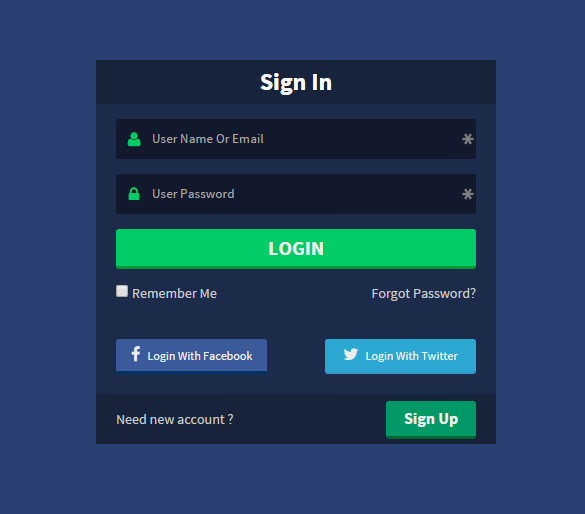 Sign In
User Name Or Email *
User Password *
LOGIN
Remember Me Forgot Password?
f Login With Facebook Login With Twitter
Need new account ? Sign Up